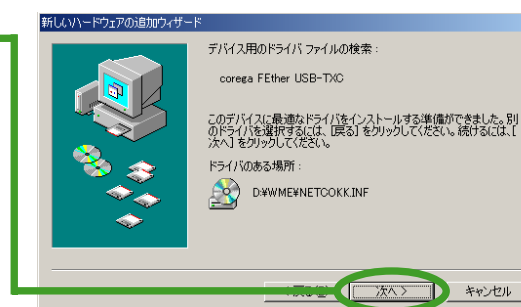 新しいハードウェアの追加ウィザード
デバイス用のドライバ ファイルの検索 :
corega FEther USB-TXC
このデバイスに最適なドライバをインストールする準備ができました。別
のドライバを選択するには、[戻る] をクリックしてください。続けるには、[
次へ] をクリックしてください。
ドライバのある場所 :
D:¥WME¥NETCOKK.INF
次へ >
キャンセル